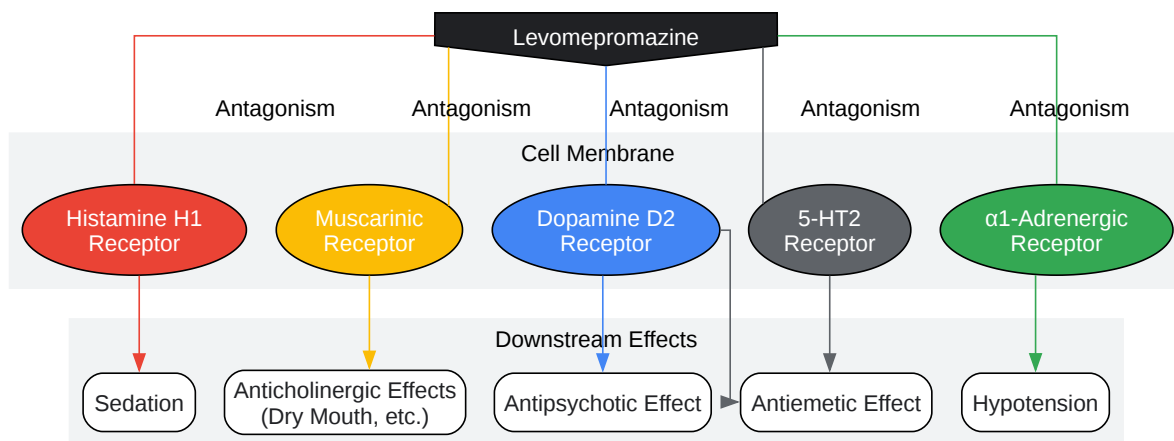 Levomepromazine
Antagonism
Antagonism
Antagonism
Antagonism
Antagonism
Cell Membrane
Histamine H1
Receptor
Muscarinic
Receptor
Dopamine D2
Receptor
5-HT2
Receptor
α1-Adrenergic
Receptor
Downstream Effects
Sedation
Anticholinergic Effects
(Dry Mouth, etc.)
Antipsychotic Effect
Antiemetic Effect
Hypotension